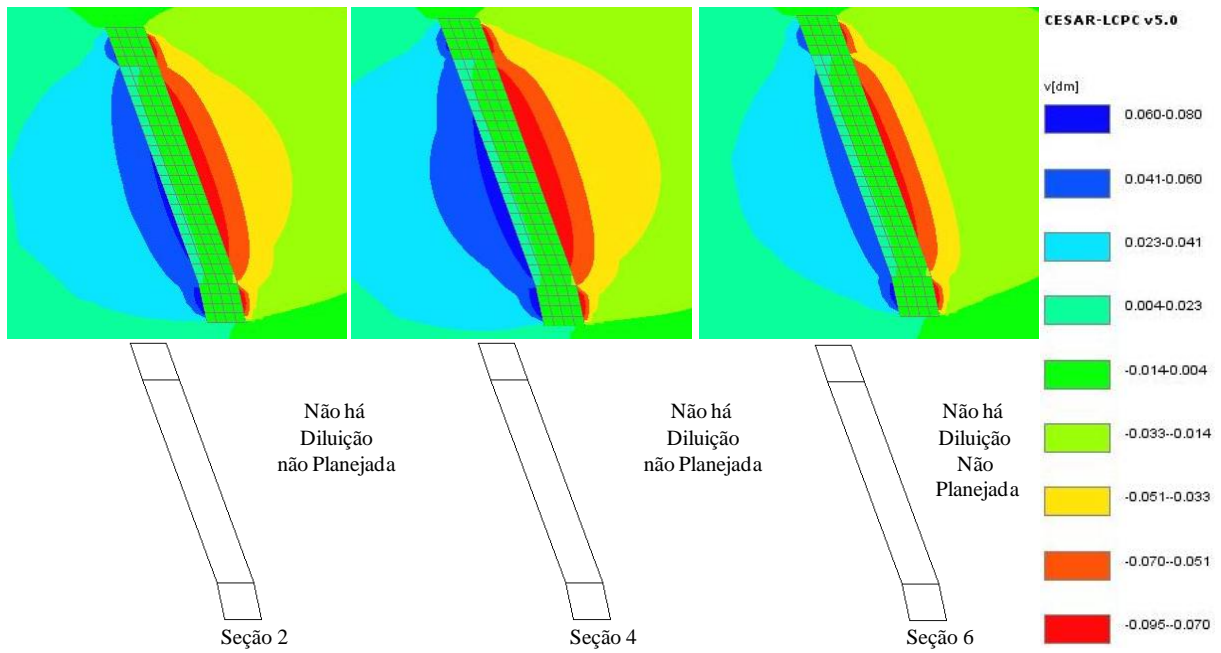 CESAR-LCPC v5.0
v[dm]
0.060-0.080
0.041-0.060
0.023-0.041
0.004-0.023
-0.014-0.004
-0.033--0.014
-0.051--0.033
-0.070--0.051
-0.095--0.070
Não há
Diluição
não Planejada
Seção 2
Não há
Diluição
não Planejada
Seção 4
Não há
Diluição
Não
Planejada
Seção 6